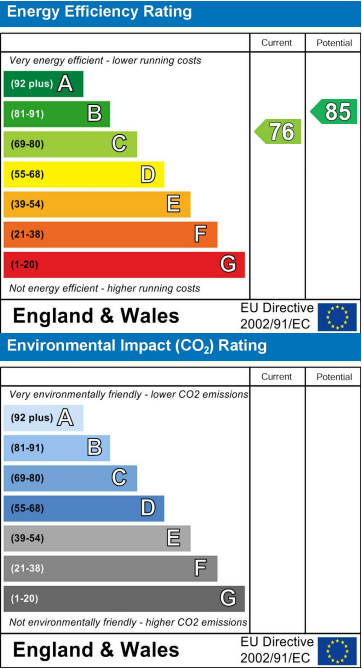 Energy Efficiency Rating
Current Potential
Very energy efficient - lower running costs
(92 plus) A
(81-91) B
(69-80) C
(55-68) D
(39-54) E
(21-38) F
(1-20) G
76
85
Not energy efficient - higher running costs
England & Wales
EU Directive
2002/91/EC
Environmental Impact (CO₂) Rating
Current Potential
Very environmentally friendly - lower CO2 emissions
(92 plus) A
(81-91) B
(69-80) C
(55-68) D
(39-54) E
(21-38) F
(1-20) G
Not environmentally friendly - higher CO2 emissions
England & Wales
EU Directive
2002/91/EC